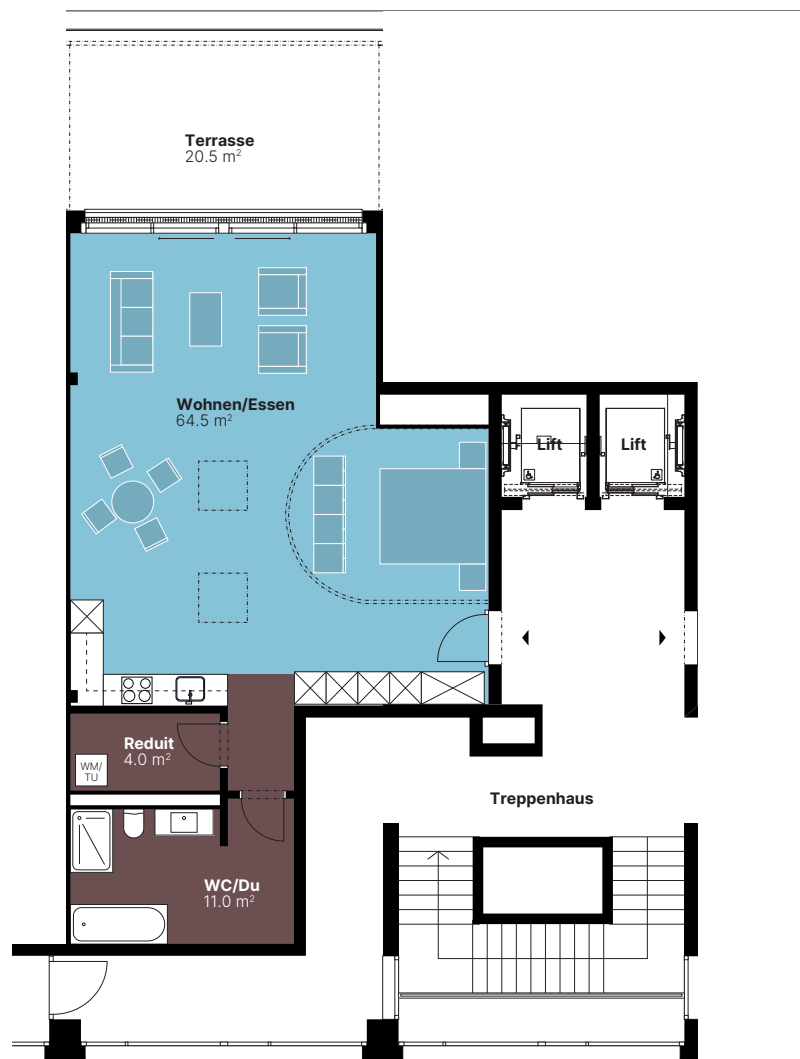 Terrasse
20.5 m²
Wohnen/Essen
64.5 m²
Lift
Lift
Reduit
4.0 m²
WM/
TU
Treppenhaus
WC/Du
11.0 m²